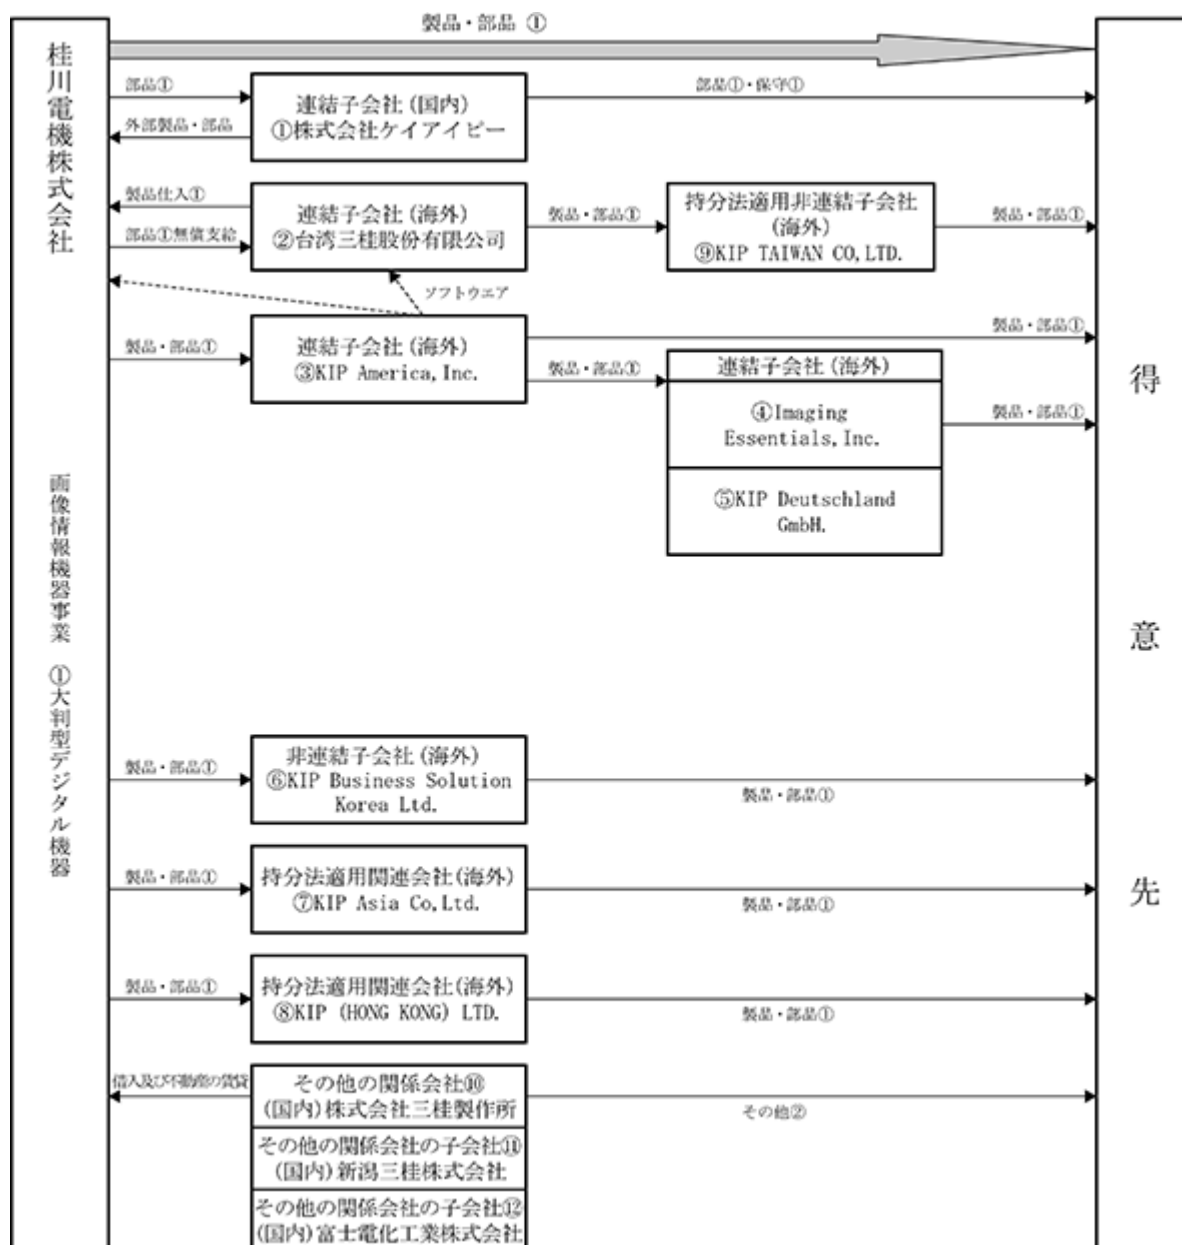 製品・部品 ①
桂川電機株式会社
部品①
連結子会社(国内)
①株式会社ケイアイピー
部品①・保守①
外部製品・部品
製品仕入①
連結子会社(海外)
②台湾三桂股份有限公司
部品①無償支給
製品・部品①
持分法適用非連結子会社
(海外)
⑨KIP TAIWAN CO,LTD.
製品・部品①
ソフトウエア
製品・部品①
連結子会社(海外)
③KIP America,Inc.
製品・部品①
製品・部品①
連結子会社(海外)
④Imaging
Essentials,Inc.
製品・部品①
⑤KIP Deutschland
GmbH.
画像情報機器事業 ①大判型デジタル機器
得意先
製品・部品①
非連結子会社(海外)
⑥KIP Business Solution
Korea Ltd.
製品・部品①
製品・部品①
持分法適用関連会社(海外)
⑦KIP Asia Co,Ltd.
製品・部品①
製品・部品①
持分法適用関連会社(海外)
⑧KIP (HONG KONG) LTD.
製品・部品①
借入及び不動産の賃貸
その他の関係会社⑩
(国内)株式会社三桂製作所
その他②
その他の関係会社の子会社⑪
(国内)新潟三桂株式会社
その他の関係会社の子会社⑫
(国内)富士電化工業株式会社